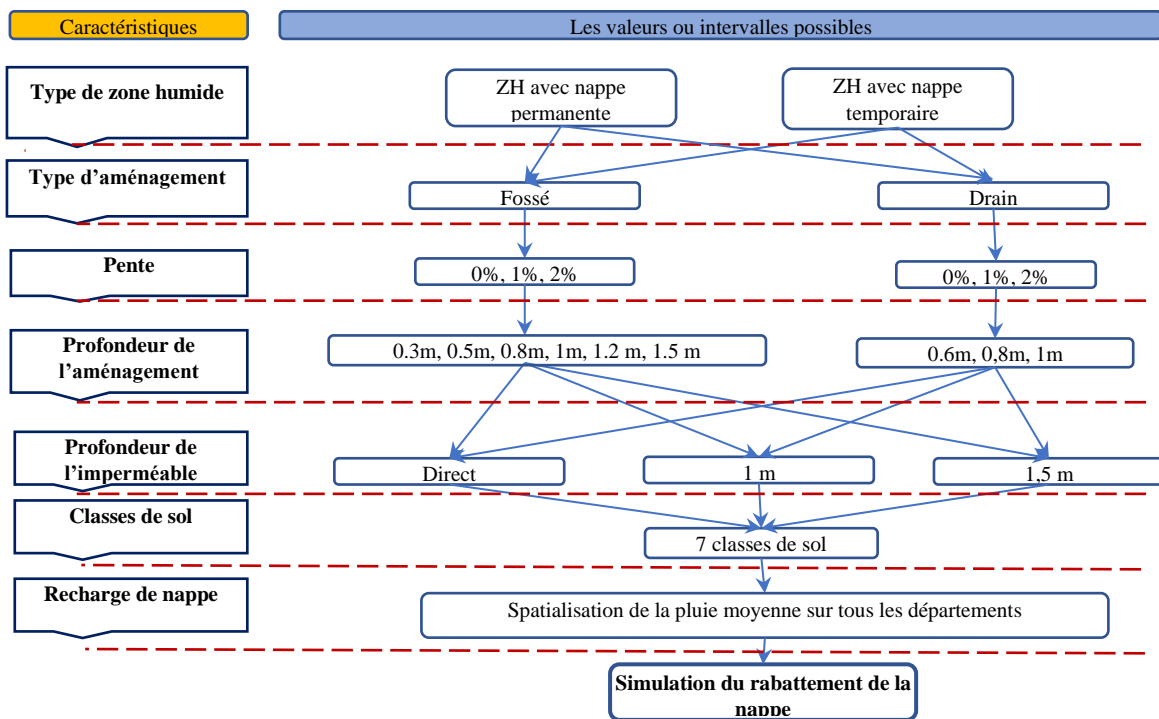 Caractéristiques
Les valeurs ou intervalles possibles
Type de zone humide
ZH avec nappe
permanente
ZH avec nappe
temporaire
Type d'aménagement
Fossé
Drain
Pente
0%, 1%, 2%
0%, 1%, 2%
Profondeur de
l'aménagement
0.3m, 0.5m, 0.8m, 1m, 1.2 m, 1.5 m
0.6m, 0,8m, 1m
Profondeur de
l'imperméable
Direct
1 m
1,5 m
Classes de sol
7 classes de sol
Recharge de nappe
Spatialisation de la pluie moyenne sur tous les départements
Simulation du rabattement de la
nappe